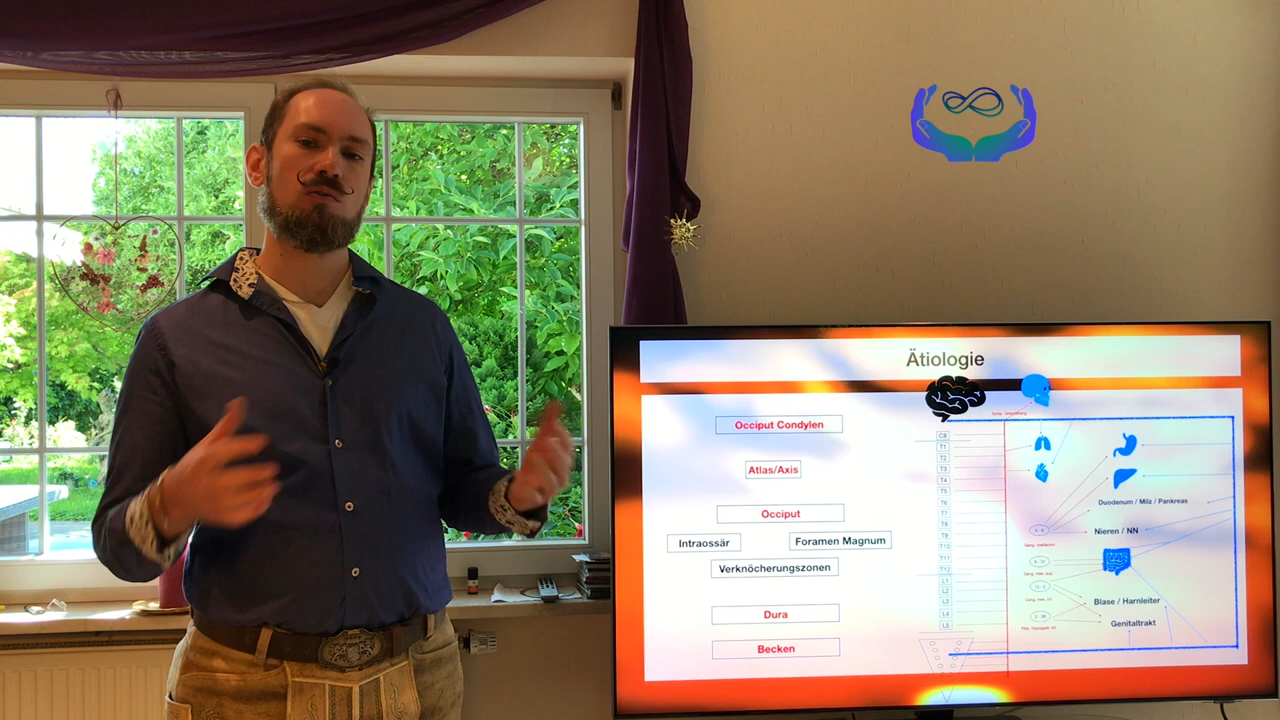 Ätiologie
Occiput Condylen
Atlas/Axis
Occiput
Intraossär
Foramen Magnum
Verknöcherungszonen
Dura
Becken
C8
T1
T2
T3
T4
T5
T6
T7
T8
T9
T10
T11
T12
L1
L2
L3
L4
L5
Duodenum / Milz / Pankreas
Nieren / NN
Blase / Harnleiter
Genitaltrakt